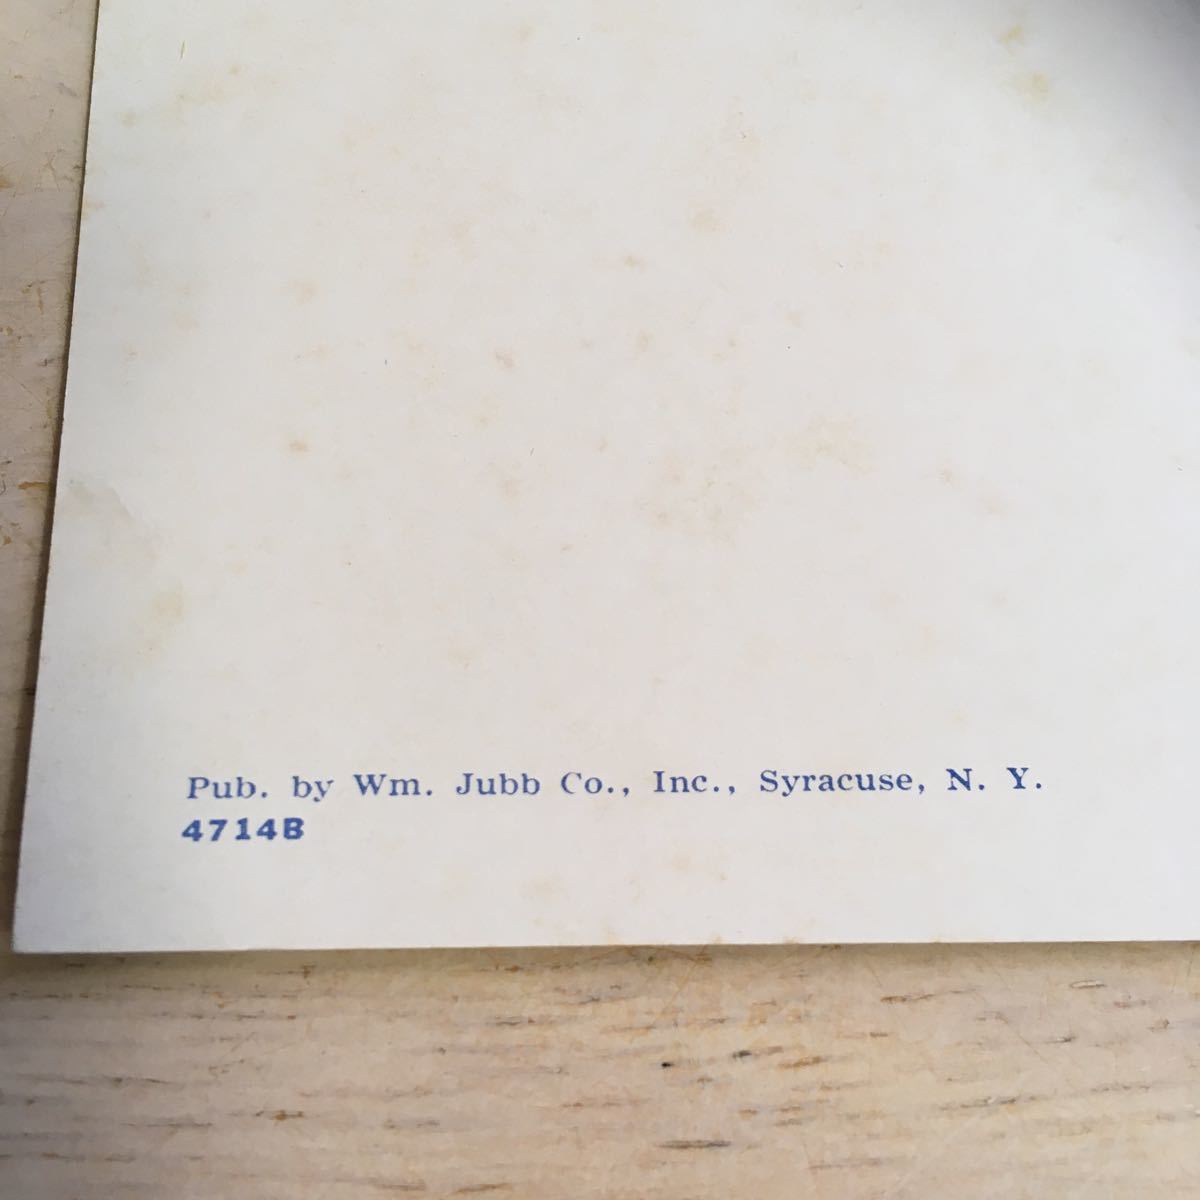 Pub. by Wm. Jubb Co., Inc., Syracuse, N. Y.
4714B